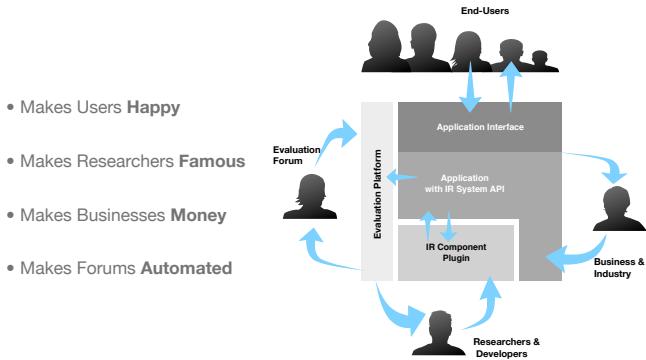 • Makes Users Happy
• Makes Researchers Famous
• Makes Businesses Money
• Makes Forums Automated
End-Users
Evaluation
Forum
Evaluation Platform
Application Interface
Application
with IR System API
IR Component
Plugin
Business &
Industry
Researchers &
Developers